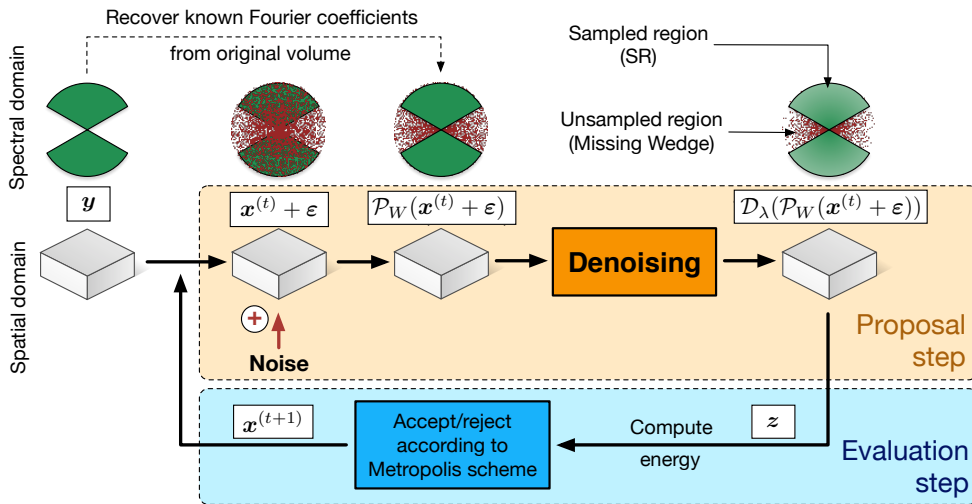 Recover known Fourier coefficients
from original volume
Sampled region
(SR)
Unsampled region
(Missing Wedge)
Spectral domain
Spatial domain
y
x^(t) + ε
P_W(x^(t) + ε)
D_λ(P_W(x^(t) + ε))
Denoising
+
Noise
Proposal
step
x^(t+1)
Accept/reject
according to
Metropolis scheme
Compute
energy
z
Evaluation
step